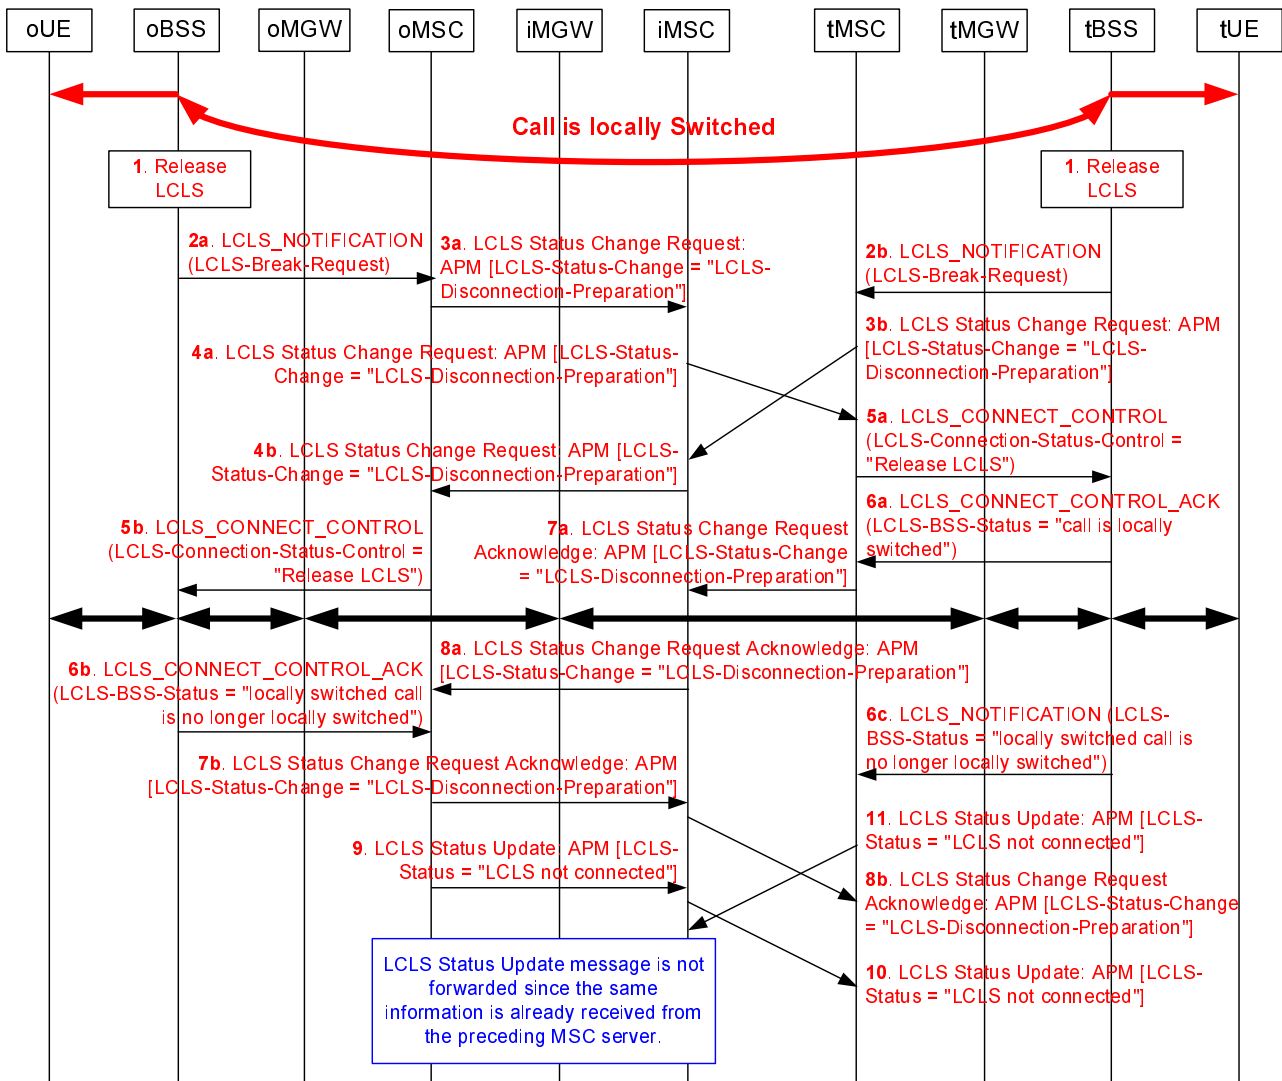 oUE
oBSS
oMGW
oMSC
iMGW
iMSC
tMSC
tMGW
tBSS
tUE
Call is locally Switched
1. Release
LCLS
1. Release
LCLS
2a. LCLS_NOTIFICATION
(LCLS-Break-Request)
3a. LCLS Status Change Request:
APM [LCLS-Status-Change = "LCLS-
Disconnection-Preparation"]
2b. LCLS_NOTIFICATION
(LCLS-Break-Request)
3b. LCLS Status Change Request: APM
[LCLS-Status-Change = "LCLS-
Disconnection-Preparation"]
4a. LCLS Status Change Request: APM [LCLS-Status-
Change = "LCLS-Disconnection-Preparation"]
5a. LCLS_CONNECT_CONTROL
(LCLS-Connection-Status-Control =
"Release LCLS")
4b. LCLS Status Change Request: APM [LCLS-
Status-Change = "LCLS-Disconnection-Preparation"]
6a. LCLS_CONNECT_CONTROL_ACK
(LCLS-BSS-Status = "call is locally
switched")
5b. LCLS_CONNECT_CONTROL
(LCLS-Connection-Status-Control =
"Release LCLS")
7a. LCLS Status Change Request
Acknowledge: APM [LCLS-Status-Change
= "LCLS-Disconnection-Preparation"]
8a. LCLS Status Change Request Acknowledge: APM
[LCLS-Status-Change = "LCLS-Disconnection-Preparation"]
6b. LCLS_CONNECT_CONTROL_ACK
(LCLS-BSS-Status = "locally switched call
is no longer locally switched")
6c. LCLS_NOTIFICATION (LCLS-
BSS-Status = "locally switched call is
no longer locally switched")
7b. LCLS Status Change Request Acknowledge: APM
[LCLS-Status-Change = "LCLS-Disconnection-Preparation"]
11. LCLS Status Update: APM [LCLS-
Status = "LCLS not connected"]
9. LCLS Status Update: APM [LCLS-
Status = "LCLS not connected"]
8b. LCLS Status Change Request
Acknowledge: APM [LCLS-Status-Change
= "LCLS-Disconnection-Preparation"]
LCLS Status Update message is not
forwarded since the same
information is already received from
the preceding MSC server.
10. LCLS Status Update: APM [LCLS-
Status = "LCLS not connected"]